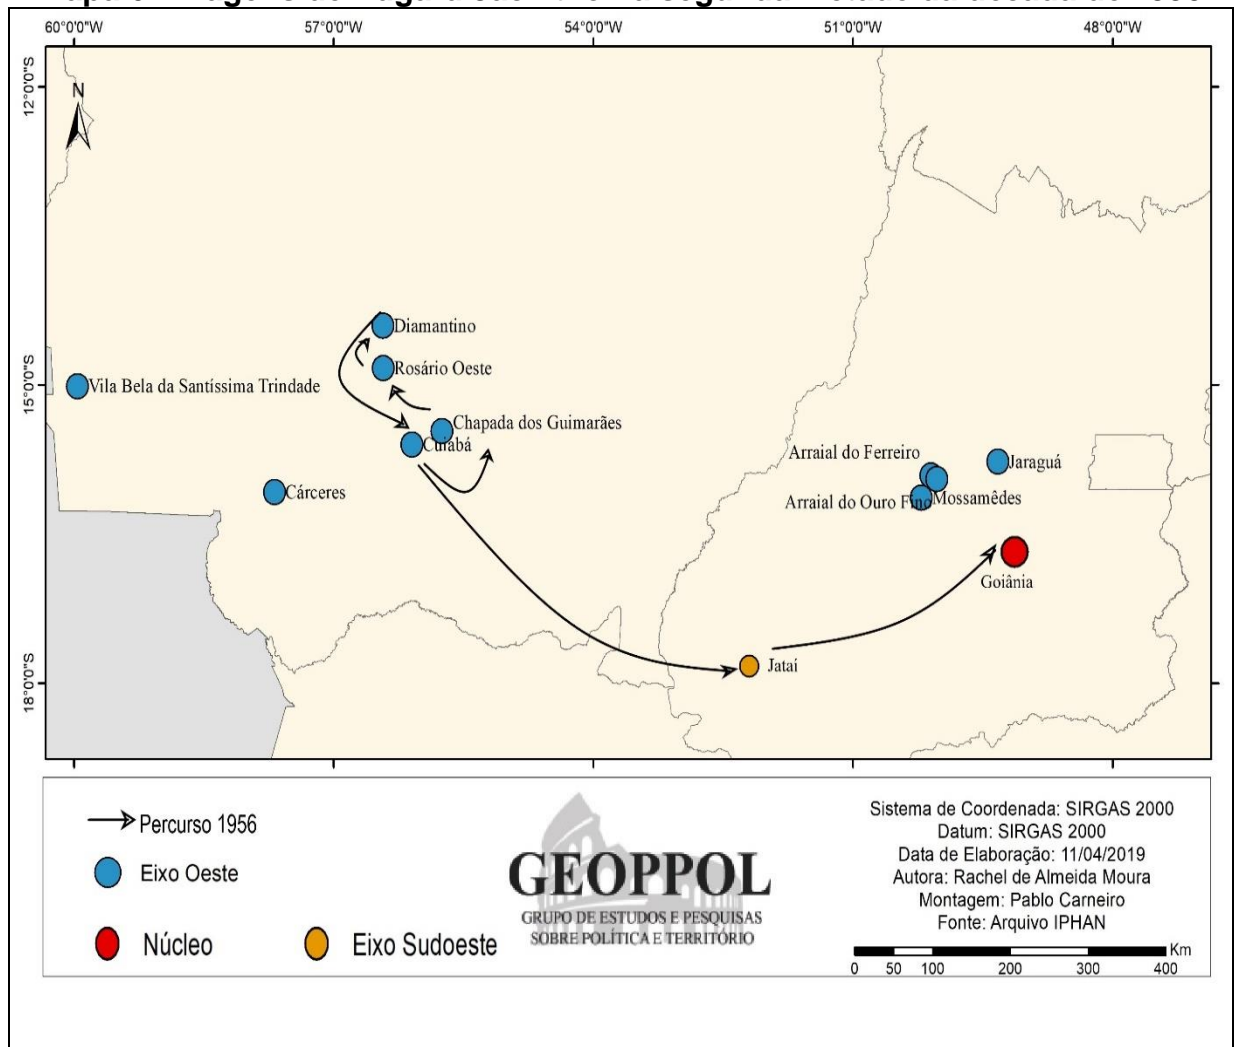 60°0'0"W 57°0'0"W 54°0'0"W 51°0'0"W 48°0'0"W
12°0'0"S
15°0'0"S
18°0'0"S
N
Diamantino
Rosário Oeste
Vila Bela da Santíssima Trindade
Chapada dos Guimarães
Cuiabá
Cárceres
Arraial do Ferreiro
Jaraguá
Mossamêdes
Arraial do Ouro Fino
Goiânia
Jataí
Percurso 1956
Eixo Oeste
Núcleo
Eixo Sudoeste
GEOPPOL
GRUPO DE ESTUDOS E PESQUISAS
SOBRE POLÍTICA E TERRITÓRIO
Sistema de Coordenada: SIRGAS 2000
Datum: SIRGAS 2000
Data de Elaboração: 11/04/2019
Autora: Rachel de Almeida Moura
Montagem: Pablo Carneiro
Fonte: Arquivo IPHAN
Km
0 50 100 200 300 400